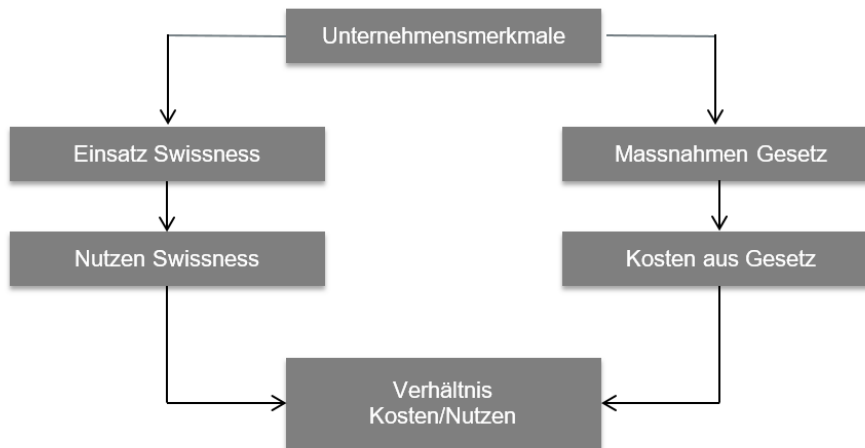 Unternehmensmerkmale
Einsatz Swissness
Massnahmen Gesetz
Nutzen Swissness
Kosten aus Gesetz
Verhältnis
Kosten/Nutzen